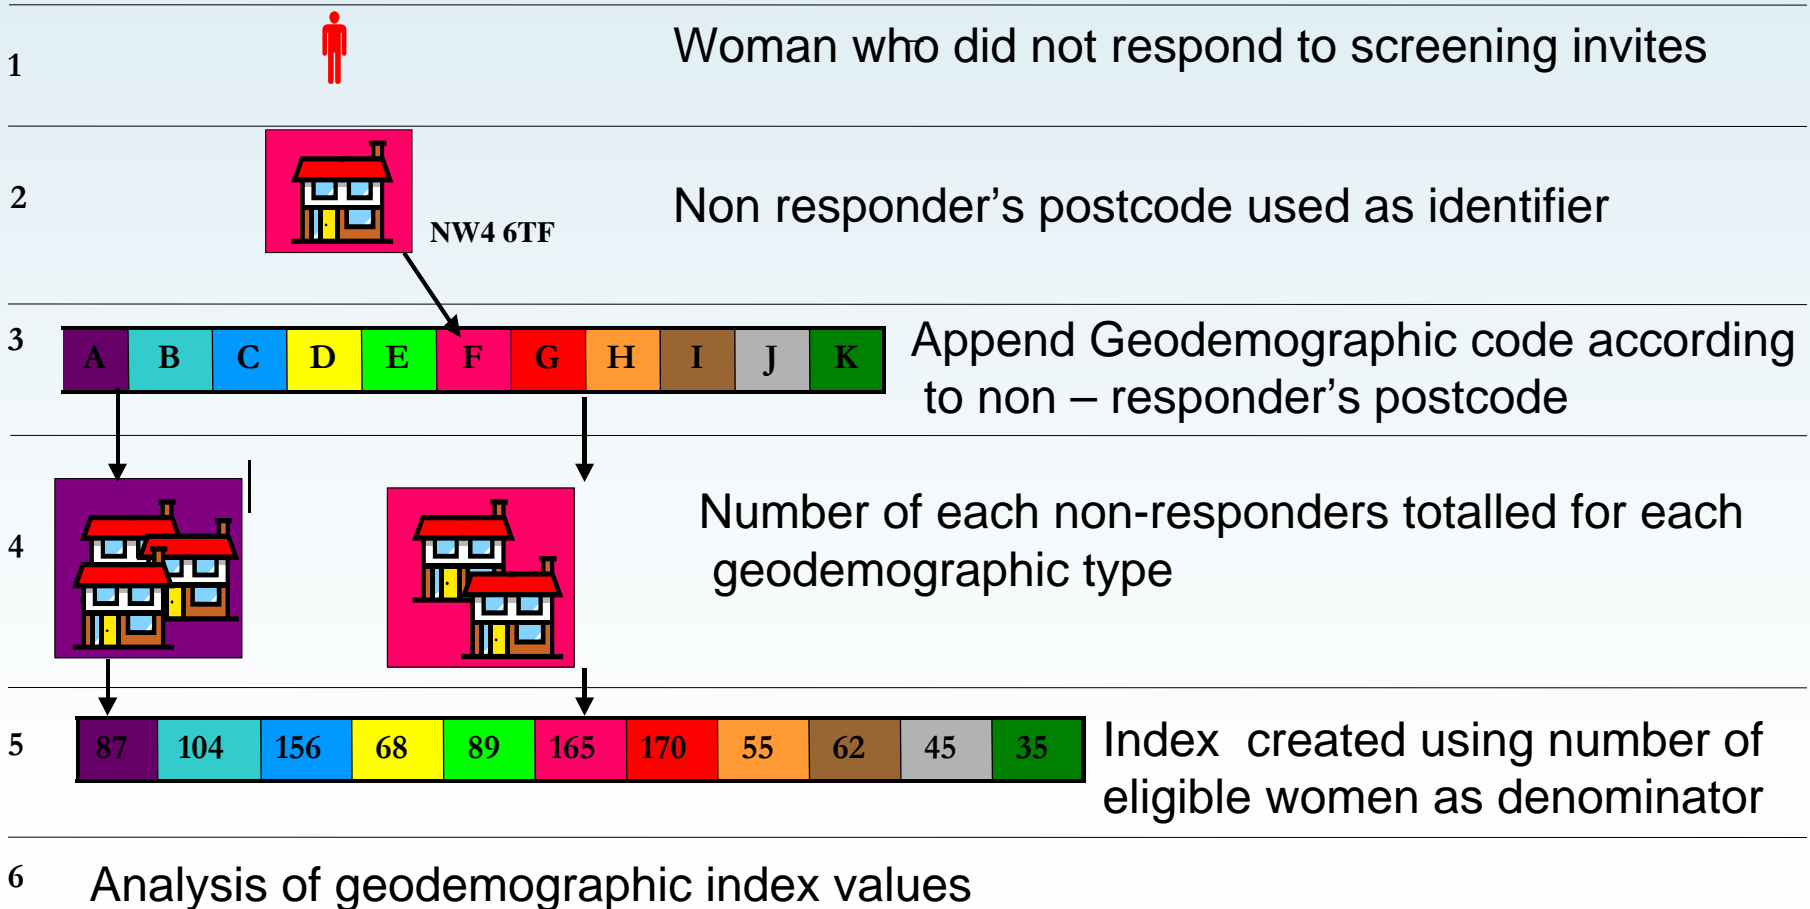 1
Woman who did not respond to screening invites
2
NW4 6TF
Non responder’s postcode used as identifier
3
A B C D E F G H I J K
Append Geodemographic code according
to non – responder’s postcode
4
Number of each non-responders totalled for each
geodemographic type
5
87 104 156 68 89 165 170 55 62 45 35
Index created using number of
eligible women as denominator
6
Analysis of geodemographic index values